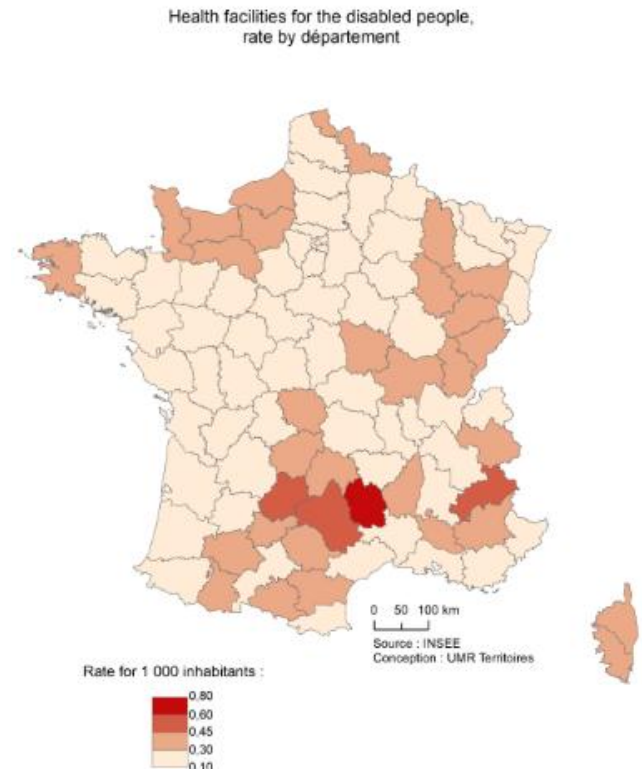 Health facilities for the disabled people,
rate by département
0 50 100 km
Source : INSEE
Conception : UMR Territoires
Rate for 1 000 inhabitants :
0,80
0,60
0,45
0,30
0,10